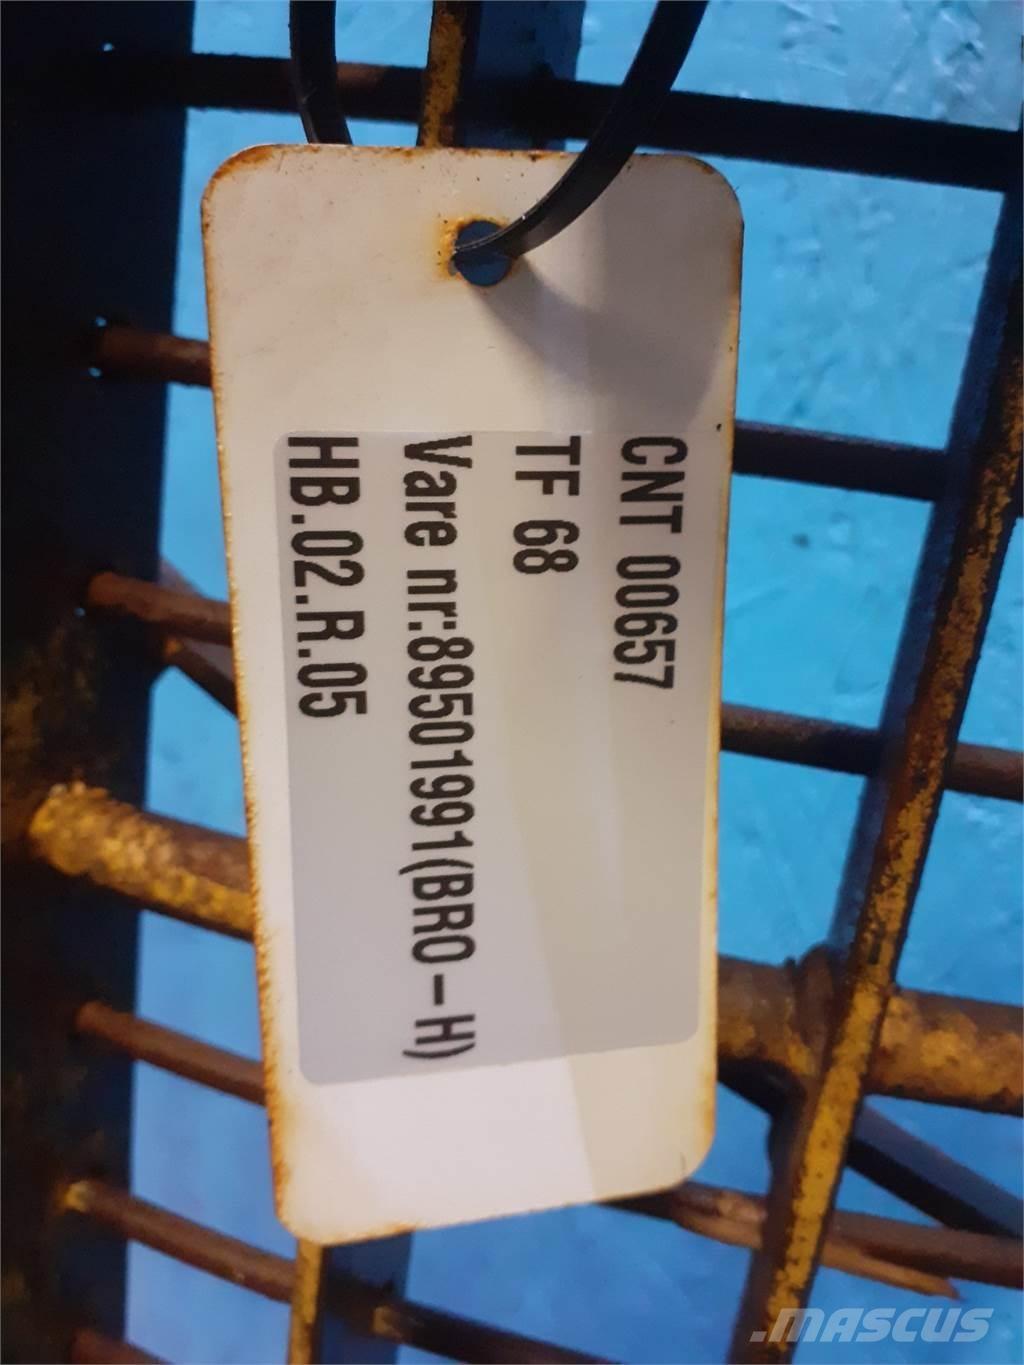 CNT 00657
TF 68
Vare nr:89501991(BRO-H)
HB.02.R.05
.MASCUS